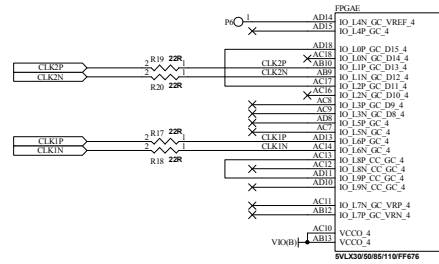 FPGAE
P6 1 AD14 IO_L4N_GC_VREF_4
AD15 IO_L4P_GC_4
AD18 IO_L0P_GC_D15_4
R19 22R AC18 IO_L0N_GC_D14_4
CLK2P 2 1 CLK2P AB10 IO_L1P_GC_D13_4
CLK2N 2 1 CLK2N AB9 IO_L1N_GC_D12_4
R20 22R AC17 IO_L2P_GC_D11_4
AC16 IO_L2N_GC_D10_4
AC8 IO_L3P_GC_D9_4
AC9 IO_L3N_GC_D8_4
AD8 IO_L5P_GC_4
R17 22R AC7 IO_L5N_GC_4
CLK1P 2 1 CLK1P AD13 IO_L6P_GC_4
CLK1N 2 1 CLK1N AC14 IO_L6N_GC_4
R18 22R AC13 IO_L8P_CC_GC_4
AC12 IO_L8N_CC_GC_4
AD11 IO_L9P_CC_GC_4
AD10 IO_L9N_CC_GC_4
AC11 IO_L7N_GC_VRP_4
AB12 IO_L7P_GC_VRN_4
AC10 VCCO_4
VIO(B) AB13 VCCO_4
5VLX30/50/85/110/FF676